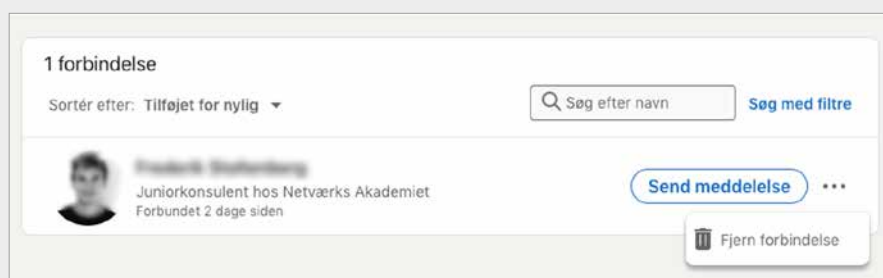 1 forbindelse
Sortér efter: Tilføjet for nylig
Søg efter navn
Søg med filtre
Juniorkonsulent hos Netværks Akademiet
Forbundet 2 dage siden
Send meddelelse
Fjern forbindelse